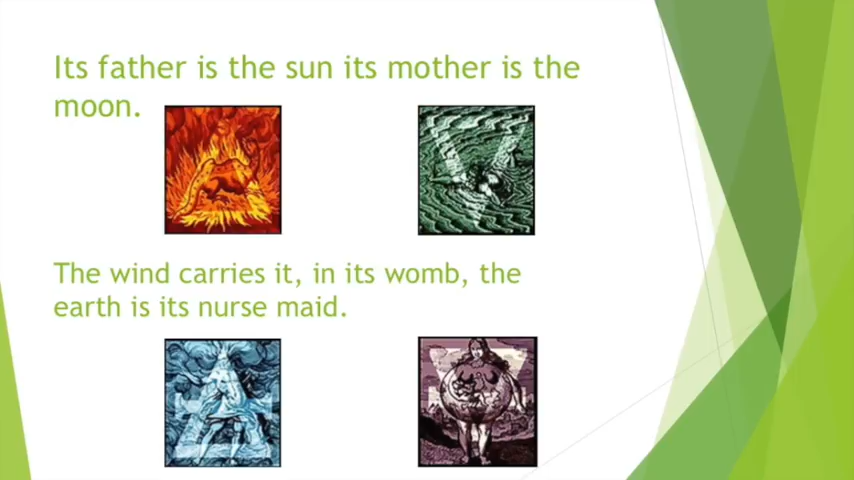 Its father is the sun its mother is the
moon.
The wind carries it, in its womb, the
earth is its nurse maid.